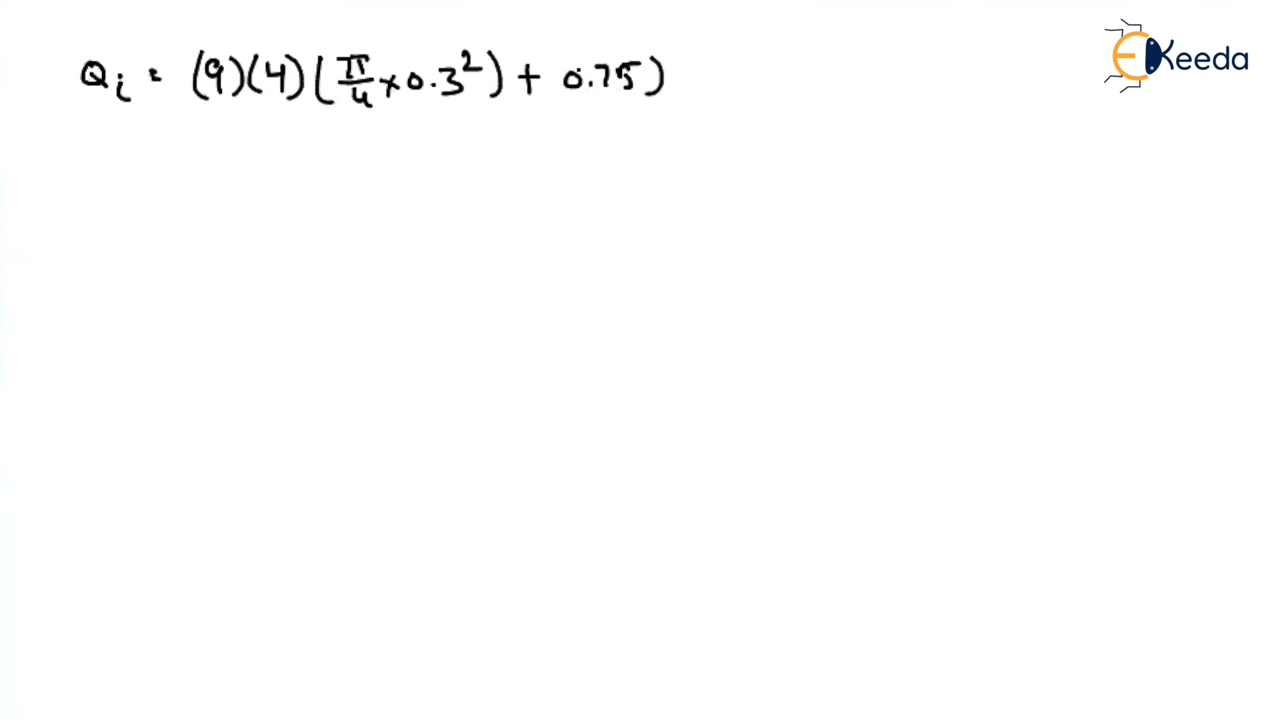 Qi = (9)(4)(π/4 × 0.3²) + 0.75)
EKeeda